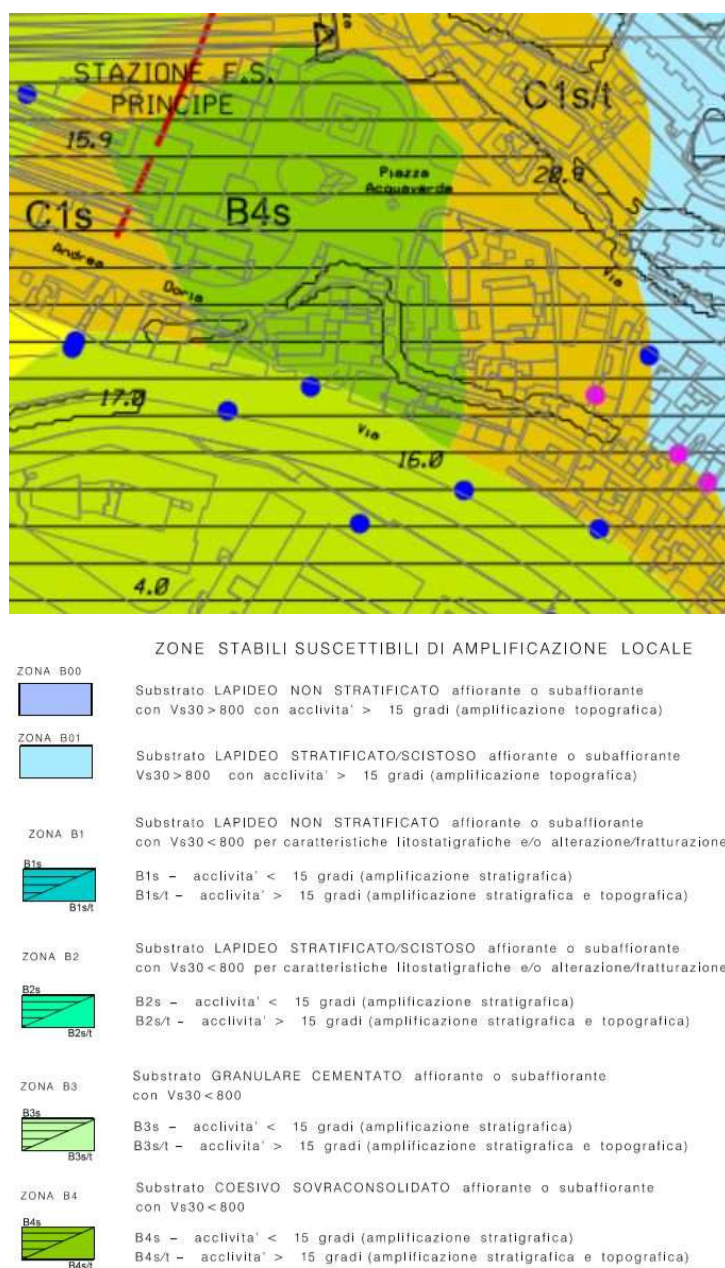 STAZIONE F.S.
PRINCIPE
C1s/t
15.9
Piazza
Acquaverde
20.9
C1s
B4s
Andrea
Doria
Via
17.0
Via
16.0
4.0
ZONE STABILI SUSCETTIBILI DI AMPLIFICAZIONE LOCALE
ZONA B00
Substrato LAPIDEO NON STRATIFICATO affiorante o subaffiorante
con Vs30>800 con acclivita' > 15 gradi (amplificazione topografica)
ZONA B01
Substrato LAPIDEO STRATIFICATO/SCISTOSO affiorante o subaffiorante
Vs30>800 con acclivita' > 15 gradi (amplificazione topografica)
ZONA B1
Substrato LAPIDEO NON STRATIFICATO affiorante o subaffiorante
con Vs30<800 per caratteristiche litostatigrafiche e/o alterazione/fratturazione
B1s
B1s/t
B1s – acclivita' < 15 gradi (amplificazione stratigrafica)
B1s/t – acclivita' > 15 gradi (amplificazione stratigrafica e topografica)
ZONA B2
Substrato LAPIDEO STRATIFICATO/SCISTOSO affiorante o subaffiorante
con Vs30<800 per caratteristiche litostatigrafiche e/o alterazione/fratturazione
B2s
B2s/t
B2s – acclivita' < 15 gradi (amplificazione stratigrafica)
B2s/t – acclivita' > 15 gradi (amplificazione stratigrafica e topografica)
ZONA B3
Substrato GRANULARE CEMENTATO affiorante o subaffiorante
con Vs30<800
B3s
B3s/t
B3s – acclivita' < 15 gradi (amplificazione stratigrafica)
B3s/t – acclivita' > 15 gradi (amplificazione stratigrafica e topografica)
ZONA B4
Substrato COESIVO SOVRACONSOLIDATO affiorante o subaffiorante
con Vs30<800
B4s
B4s/t
B4s – acclivita' < 15 gradi (amplificazione stratigrafica)
B4s/t – acclivita' > 15 gradi (amplificazione stratigrafica e topografica)